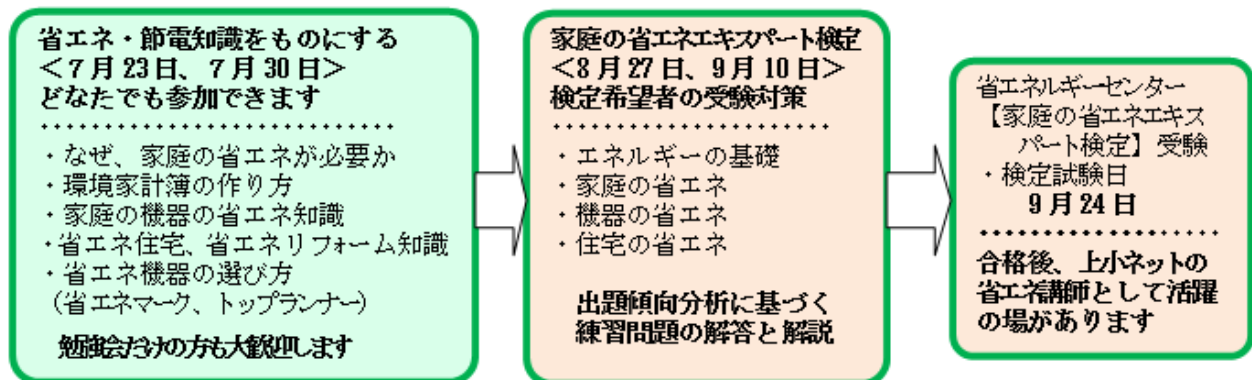 省エネ・節電知識をものにする
＜７月23日、７月30日＞
どなたでも参加できます
・なぜ、家庭の省エネが必要か
・環境家計簿の作り方
・家庭の機器の省エネ知識
・省エネ住宅、省エネリフォーム知識
・省エネ機器の選び方
（省エネマーク、トップランナー）
勉強会だけの方も大歓迎します
家庭の省エネエキスパート検定
＜８月27日、９月10日＞
検定希望者の受験対策
・エネルギーの基礎
・家庭の省エネ
・機器の省エネ
・住宅の省エネ
出題傾向分析に基づく
練習問題の解答と解説
省エネルギーセンター
【家庭の省エネエキス
パート検定】受験
・検定試験日
９月24日
合格後、上小ネットの
省エネ講師として活躍
の場があります